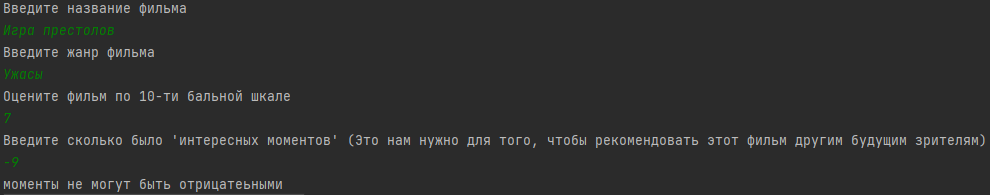 Введите название фильма
Игра престолов
Введите жанр фильма
Ужасы
Оцените фильм по 10-ти бальной шкале
7
Введите сколько было 'интересных моментов' (Это нам нужно для того, чтобы рекомендовать этот фильм другим будущим зрителям)
-9
моменты не могут быть отрицатеьными